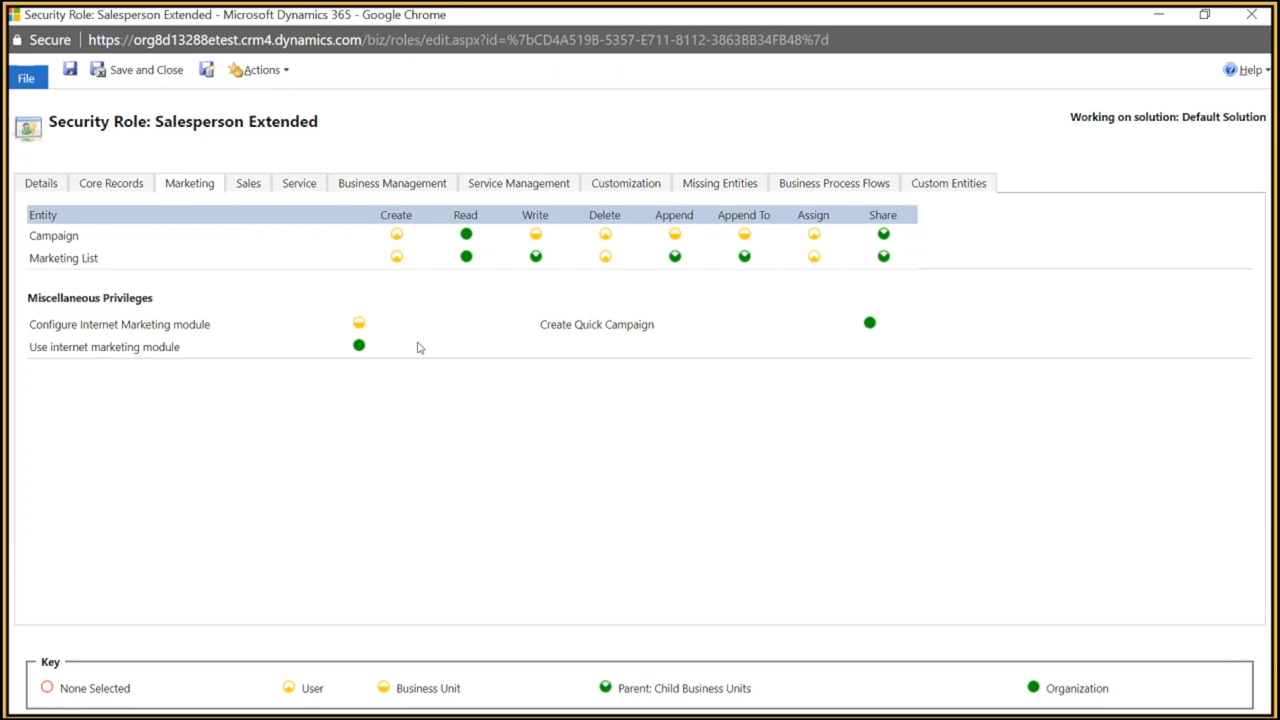 Security Role: Salesperson Extended - Microsoft Dynamics 365 - Google Chrome
Secure https://org8d13288etest.crm4.dynamics.com/biz/roles/edit.aspx?id=%7bCD4A519B-5357-E711-8112-3863BB34FB48%7d
File Save and Close Actions Help
Security Role: Salesperson Extended Working on solution: Default Solution
Details Core Records Marketing Sales Service Business Management Service Management Customization Missing Entities Business Process Flows Custom Entities
Entity Create Read Write Delete Append Append To Assign Share
Campaign
Marketing List
Miscellaneous Privileges
Configure Internet Marketing module Create Quick Campaign
Use internet marketing module
Key
None Selected User Business Unit Parent: Child Business Units Organization